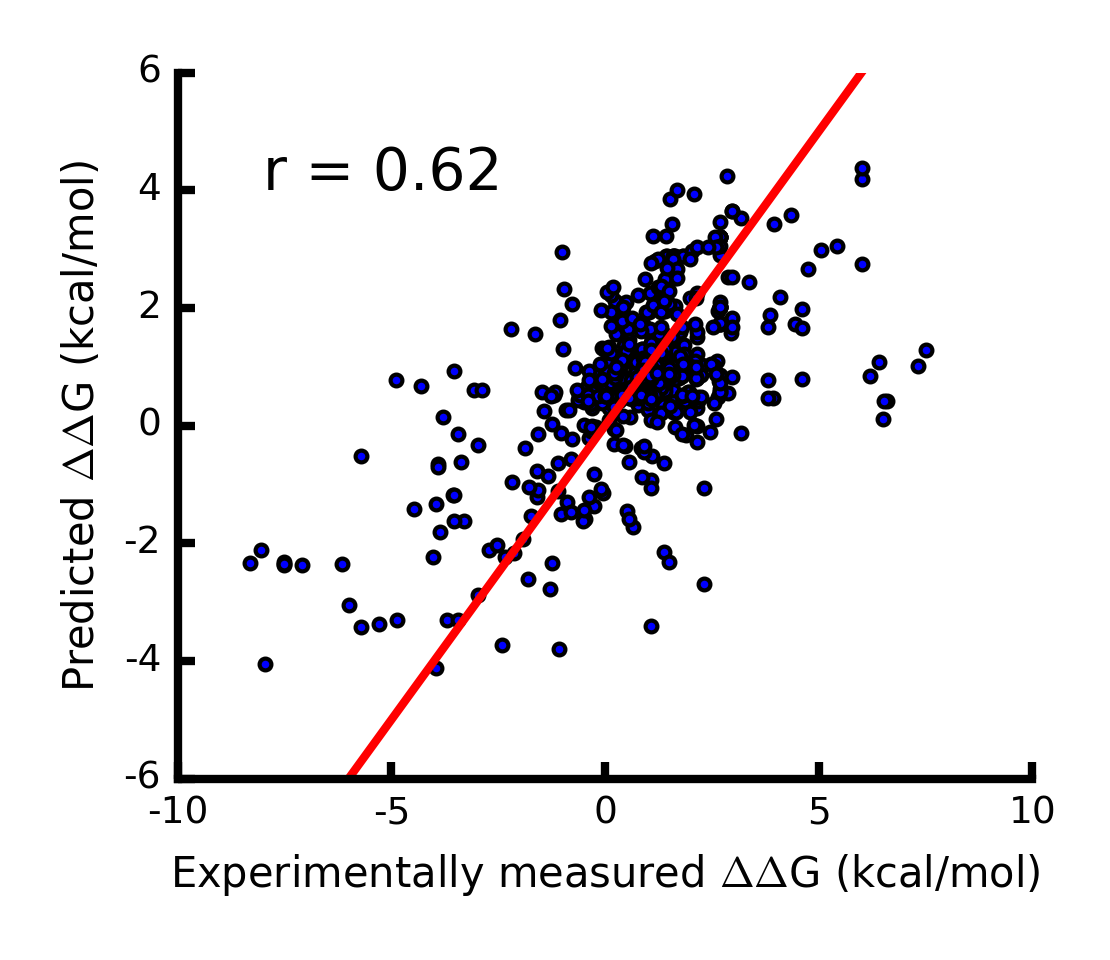 6
r = 0.62
4
2
0
-2
-4
-6
Predicted ΔΔG (kcal/mol)
-10 -5 0 5 10
Experimentally measured ΔΔG (kcal/mol)